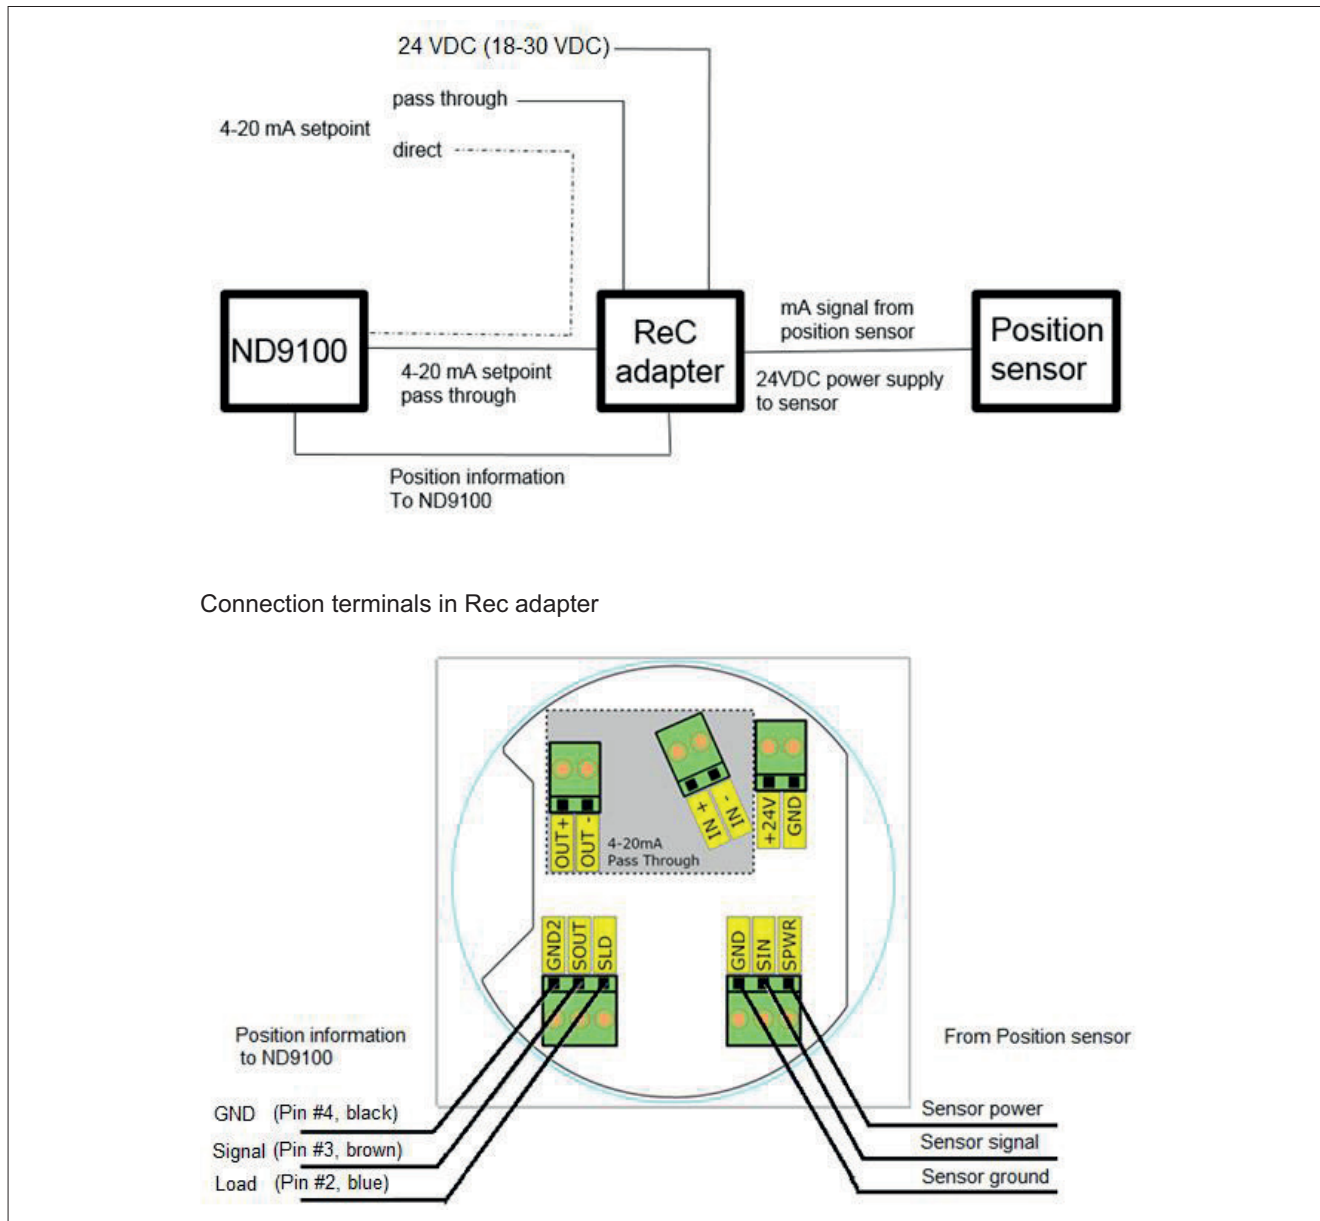 24 VDC (18-30 VDC)
pass through
4-20 mA setpoint
direct
ND9100
ReC
adapter
Position
sensor
mA signal from
position sensor
24VDC power supply
to sensor
4-20 mA setpoint
pass through
Position information
To ND9100
Connection terminals in Rec adapter
OUT+
OUT -
IN +
IN -
+24V
GND
4-20mA
Pass Through
GND2
SOUT
SLD
GND
SIN
SPWR
Position information
to ND9100
From Position sensor
GND (Pin #4, black)
Signal (Pin #3, brown)
Load (Pin #2, blue)
Sensor power
Sensor signal
Sensor ground